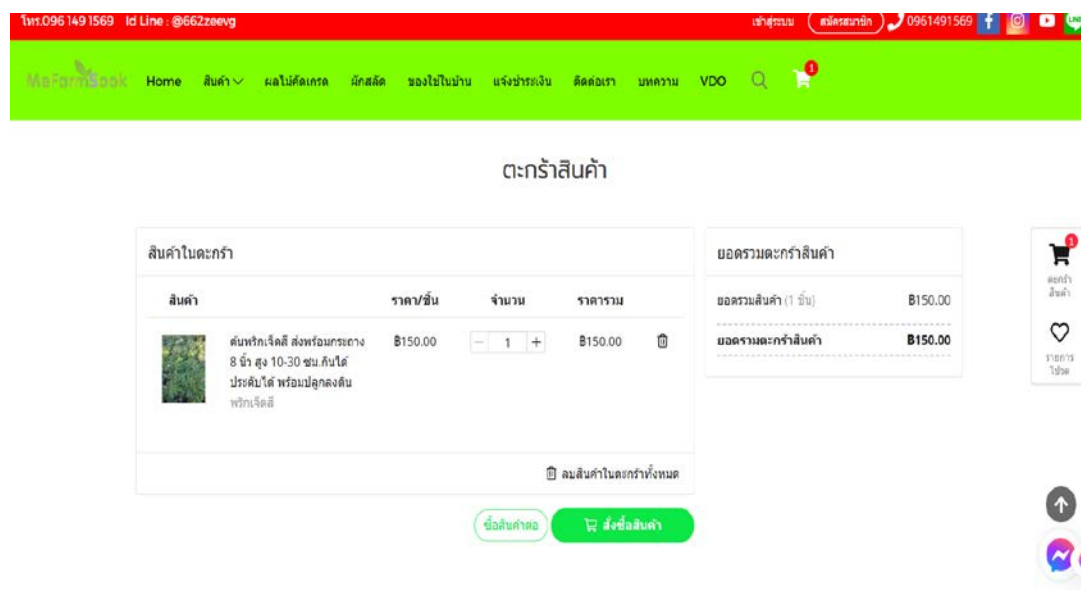 โทร.096 149 1569 Id Line : @662zeevg เข้าสู่ระบบ สมัครสมาชิก 0961491569
MaFarmSook Home สินค้า ผลไม้คัดเกรด ผักสลัด ของใช้ในบ้าน แจ้งชำระเงิน ติดต่อเรา บทความ VDO 1
ตะกร้าสินค้า
สินค้าในตะกร้า
สินค้า ราคา/ชิ้น จำนวน ราคารวม
ต้นพริกเจ็ดสี ส่งพร้อมกระถาง ฿150.00 − 1 + ฿150.00
8 นิ้ว สูง 10-30 ซม.กินได้
ประดับได้ พร้อมปลูกลงดิน
พริกเจ็ดสี
ลบสินค้าในตะกร้าทั้งหมด
ซื้อสินค้าต่อ สั่งซื้อสินค้า
ยอดรวมตะกร้าสินค้า
ยอดรวมสินค้า (1 ชิ้น) ฿150.00
ยอดรวมตะกร้าสินค้า ฿150.00
1
ตะกร้า
สินค้า
รายการ
โปรด